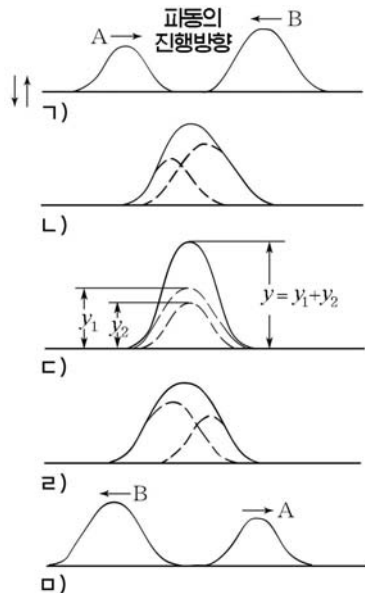 파동의
진행방향
A → ← B
ㄱ)
ㄴ)
y₁ y₂ y = y₁+y₂
ㄷ)
ㄹ)
← B → A
ㅁ)